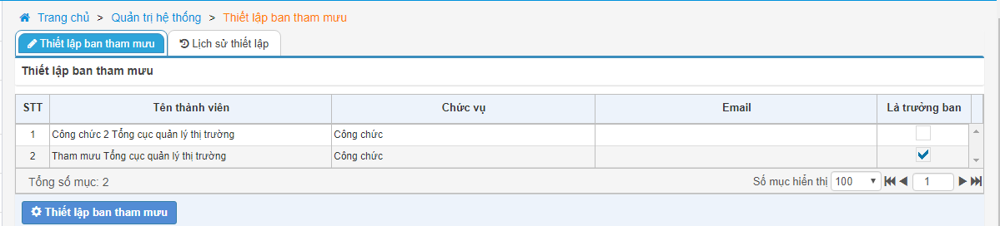 Trang chủ > Quản trị hệ thống > Thiết lập ban tham mưu
Thiết lập ban tham mưu Lịch sử thiết lập
Thiết lập ban tham mưu
STT Tên thành viên Chức vụ Email Là trưởng ban
1 Công chức 2 Tổng cục quản lý thị trường Công chức
2 Tham mưu Tổng cục quản lý thị trường Công chức
Tổng số mục: 2 Số mục hiển thị 100 1
Thiết lập ban tham mưu